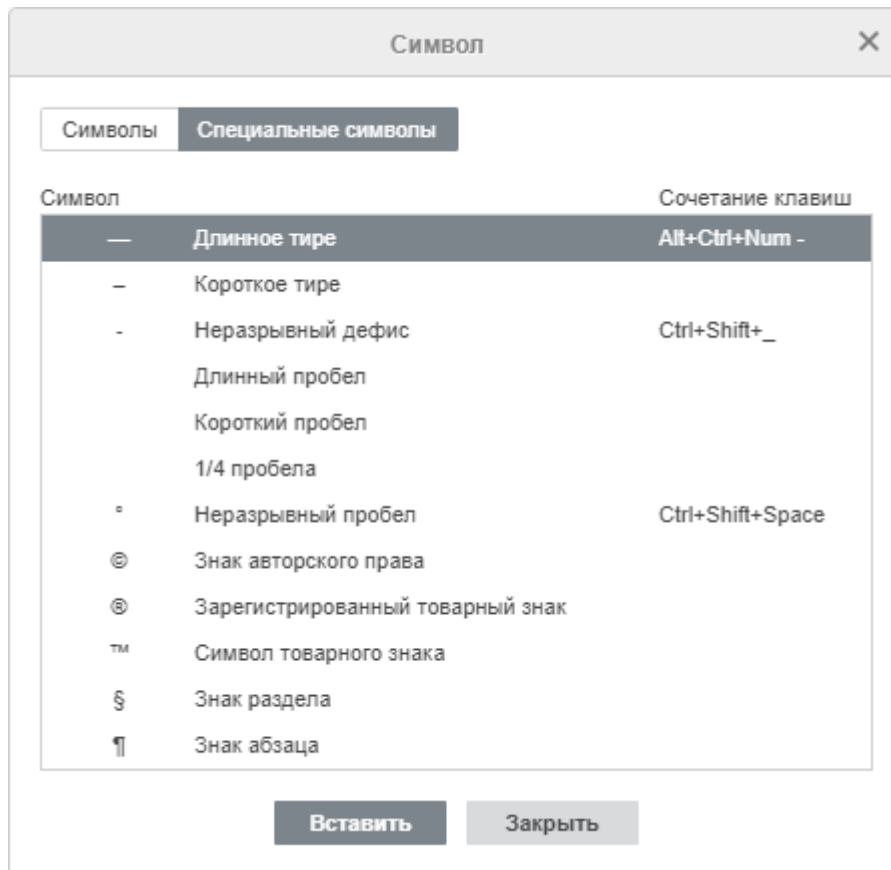 Символ ×
Символы Специальные символы
Символ Сочетание клавиш
— Длинное тире Alt+Ctrl+Num -
– Короткое тире
- Неразрывный дефис Ctrl+Shift+_
Длинный пробел
Короткий пробел
1/4 пробела
° Неразрывный пробел Ctrl+Shift+Space
© Знак авторского права
® Зарегистрированный товарный знак
™ Символ товарного знака
§ Знак раздела
¶ Знак абзаца
Вставить Закрыть